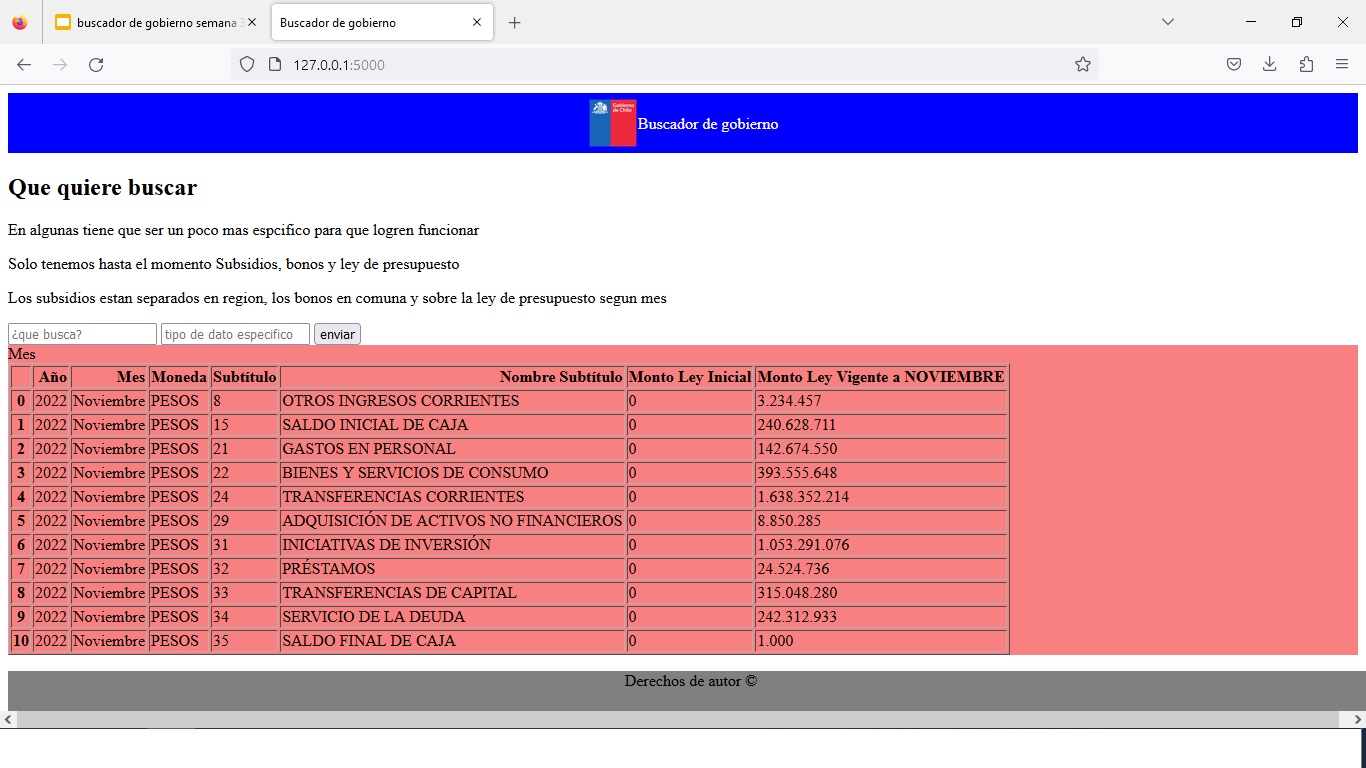 buscador de gobierno semana 3
Buscador de gobierno
127.0.0.1:5000
Gobierno de Chile
Buscador de gobierno
Que quiere buscar
En algunas tiene que ser un poco mas espcifico para que logren funcionar
Solo tenemos hasta el momento Subsidios, bonos y ley de presupuesto
Los subsidios estan separados en region, los bonos en comuna y sobre la ley de presupuesto segun mes
¿que busca? tipo de dato especifico enviar
Mes
Año Mes Moneda Subtítulo Nombre Subtítulo Monto Ley Inicial Monto Ley Vigente a NOVIEMBRE
0 2022 Noviembre PESOS 8 OTROS INGRESOS CORRIENTES 0 3.234.457
1 2022 Noviembre PESOS 15 SALDO INICIAL DE CAJA 0 240.628.711
2 2022 Noviembre PESOS 21 GASTOS EN PERSONAL 0 142.674.550
3 2022 Noviembre PESOS 22 BIENES Y SERVICIOS DE CONSUMO 0 393.555.648
4 2022 Noviembre PESOS 24 TRANSFERENCIAS CORRIENTES 0 1.638.352.214
5 2022 Noviembre PESOS 29 ADQUISICIÓN DE ACTIVOS NO FINANCIEROS 0 8.850.285
6 2022 Noviembre PESOS 31 INICIATIVAS DE INVERSIÓN 0 1.053.291.076
7 2022 Noviembre PESOS 32 PRÉSTAMOS 0 24.524.736
8 2022 Noviembre PESOS 33 TRANSFERENCIAS DE CAPITAL 0 315.048.280
9 2022 Noviembre PESOS 34 SERVICIO DE LA DEUDA 0 242.312.933
10 2022 Noviembre PESOS 35 SALDO FINAL DE CAJA 0 1.000
Derechos de autor ©